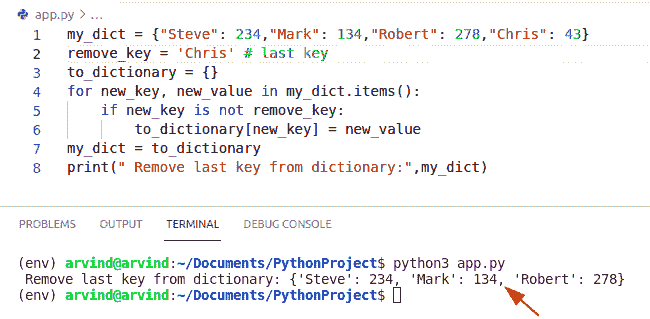 app.py > ...
1 my_dict = {"Steve": 234,"Mark": 134,"Robert": 278,"Chris": 43}
2 remove_key = 'Chris' # last key
3 to_dictionary = {}
4 for new_key, new_value in my_dict.items():
5     if new_key is not remove_key:
6         to_dictionary[new_key] = new_value
7 my_dict = to_dictionary
8 print(" Remove last key from dictionary:",my_dict)
PROBLEMS OUTPUT TERMINAL DEBUG CONSOLE
(env) arvind@arvind:~/Documents/PythonProject$ python3 app.py
 Remove last key from dictionary: {'Steve': 234, 'Mark': 134, 'Robert': 278}
(env) arvind@arvind:~/Documents/PythonProject$